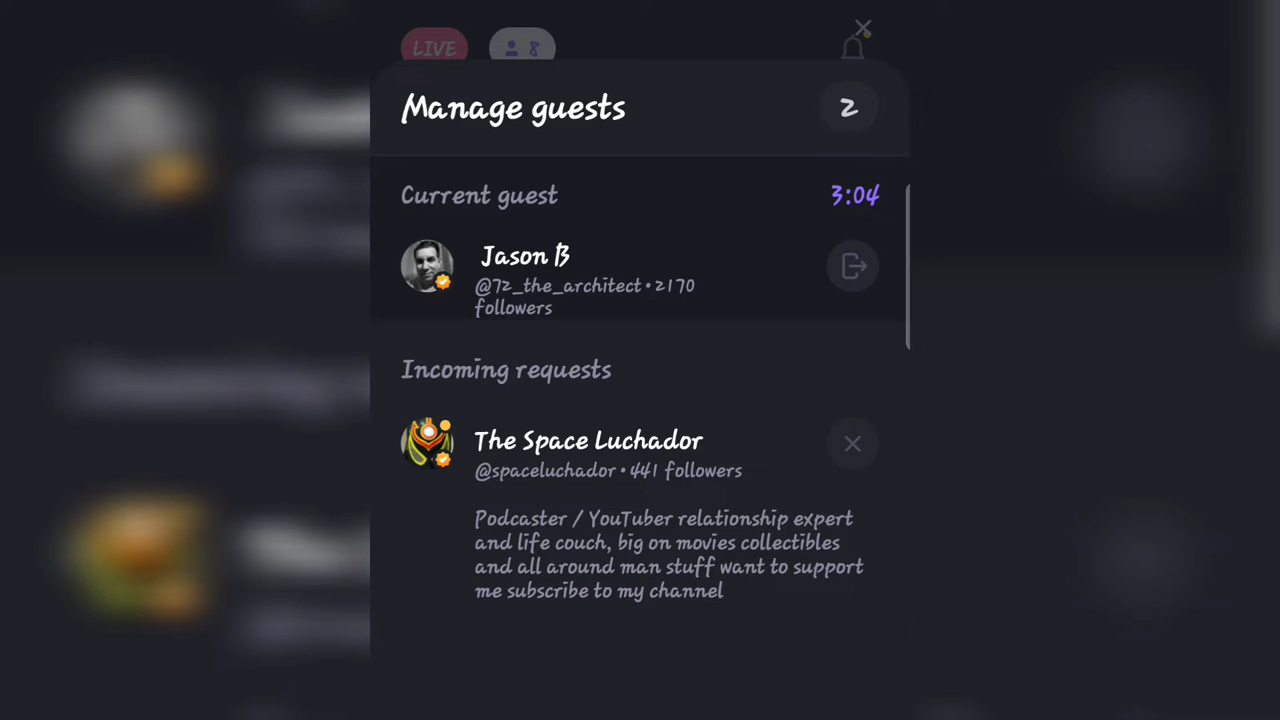 LIVE 8
Manage guests 2
Current guest 3:04
Jason B
@72_the_architect • 2170
followers
Incoming requests
The Space Luchador
@spaceluchador • 441 followers
Podcaster / YouTuber relationship expert
and life couch, big on movies collectibles
and all around man stuff want to support
me subscribe to my channel